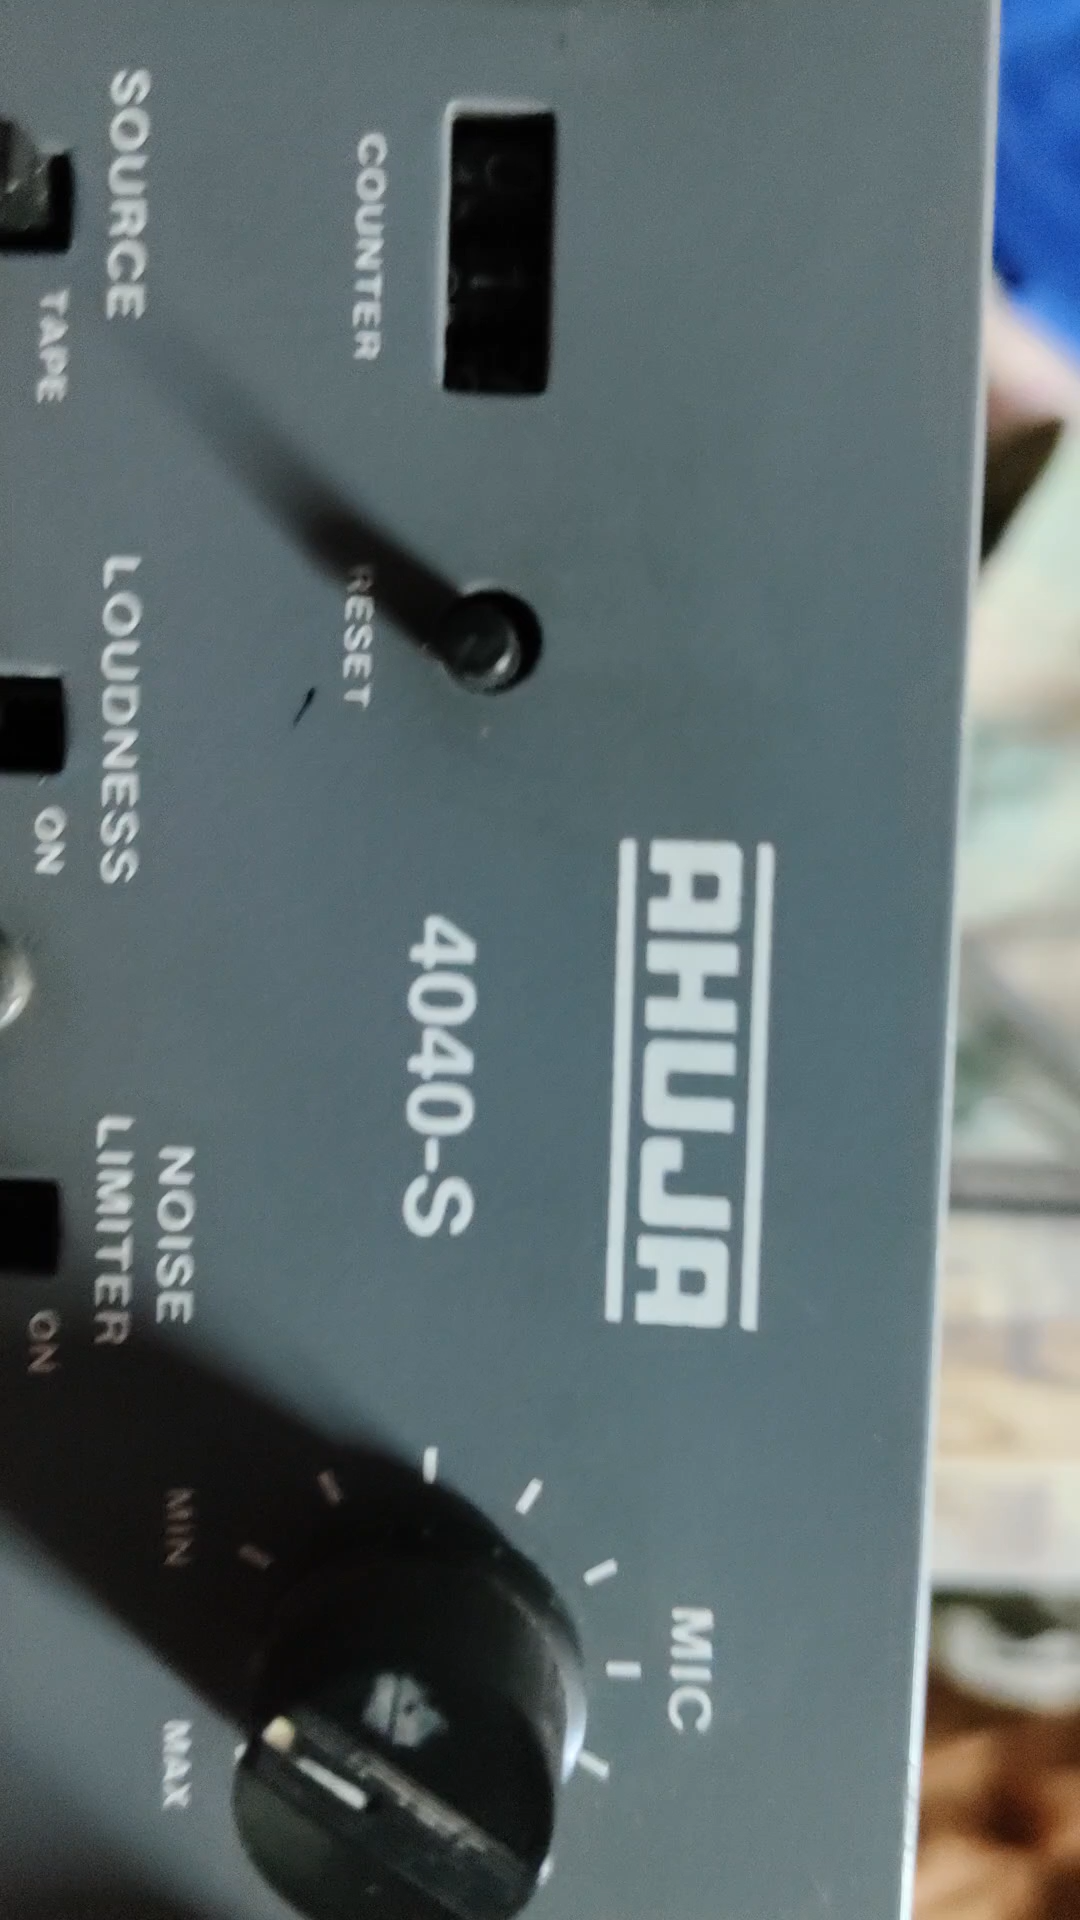 AHUJA
4040-S
COUNTER
RESET
MIC
MIN
MAX
SOURCE
TAPE
LOUDNESS
ON
NOISE
LIMITER
ON